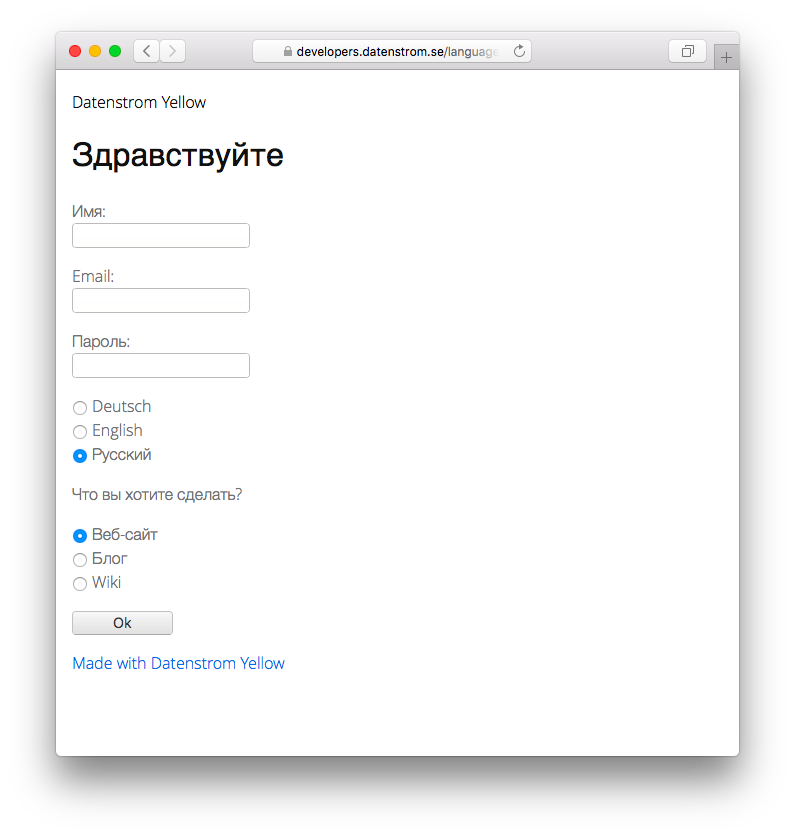 developers.datenstrom.se/language
Datenstrom Yellow
Здравствуйте
Имя:
Email:
Пароль:
Deutsch
English
Русский
Что вы хотите сделать?
Веб-сайт
Блог
Wiki
Ok
Made with Datenstrom Yellow